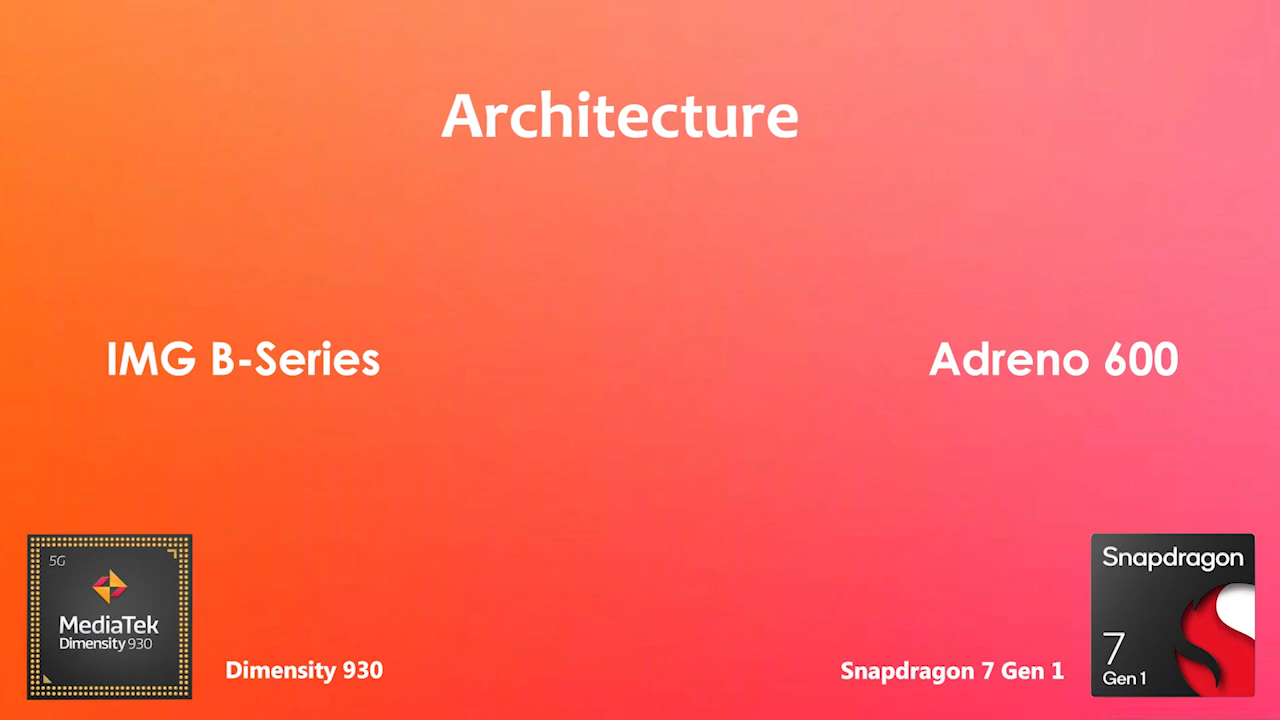 Architecture
IMG B-Series
Adreno 600
5G
MediaTek
Dimensity 930
Dimensity 930
Snapdragon 7 Gen 1
Snapdragon
7
Gen 1